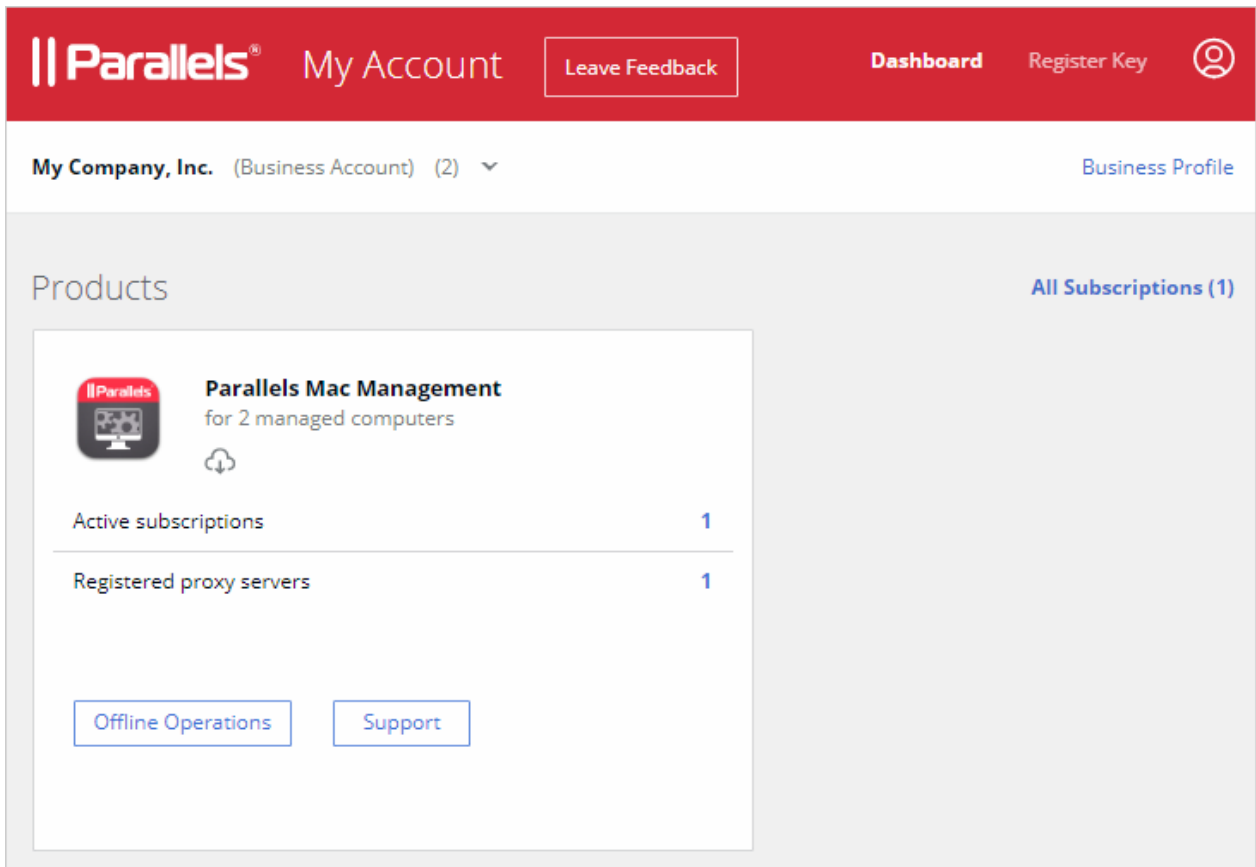 Parallels® My Account Leave Feedback Dashboard Register Key
My Company, Inc. (Business Account) (2) Business Profile
Products All Subscriptions (1)
Parallels
Parallels Mac Management
for 2 managed computers
Active subscriptions 1
Registered proxy servers 1
Offline Operations Support